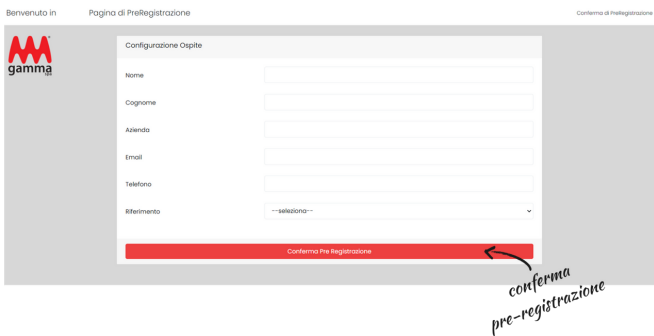 Benvenuto in Pagina di PreRegistrazione Conferma di PreRegistrazione
gamma
spa
Configurazione Ospite
Nome
Cognome
Azienda
Email
Telefono
Riferimento --seleziona--
Conferma Pre Registrazione
conferma
pre-registrazione